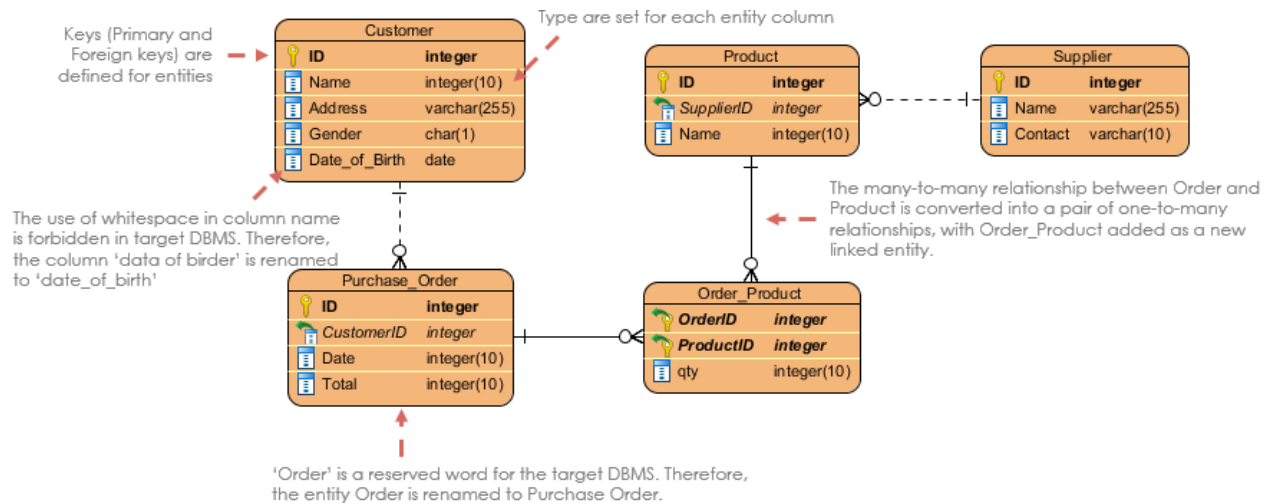 Type are set for each entity column
Keys (Primary and
Foreign keys) are
defined for entities
Customer
ID integer
Name integer(10)
Address varchar(255)
Gender char(1)
Date_of_Birth date
Product
ID integer
SupplierID integer
Name integer(10)
Supplier
ID integer
Name varchar(255)
Contact varchar(10)
The use of whitespace in column name
is forbidden in target DBMS. Therefore,
the column ‘data of birder’ is renamed
to ‘date_of_birth’
The many-to-many relationship between Order and
Product is converted into a pair of one-to-many
relationships, with Order_Product added as a new
linked entity.
Purchase_Order
ID integer
CustomerID integer
Date integer(10)
Total integer(10)
Order_Product
OrderID integer
ProductID integer
qty integer(10)
‘Order’ is a reserved word for the target DBMS. Therefore,
the entity Order is renamed to Purchase Order.